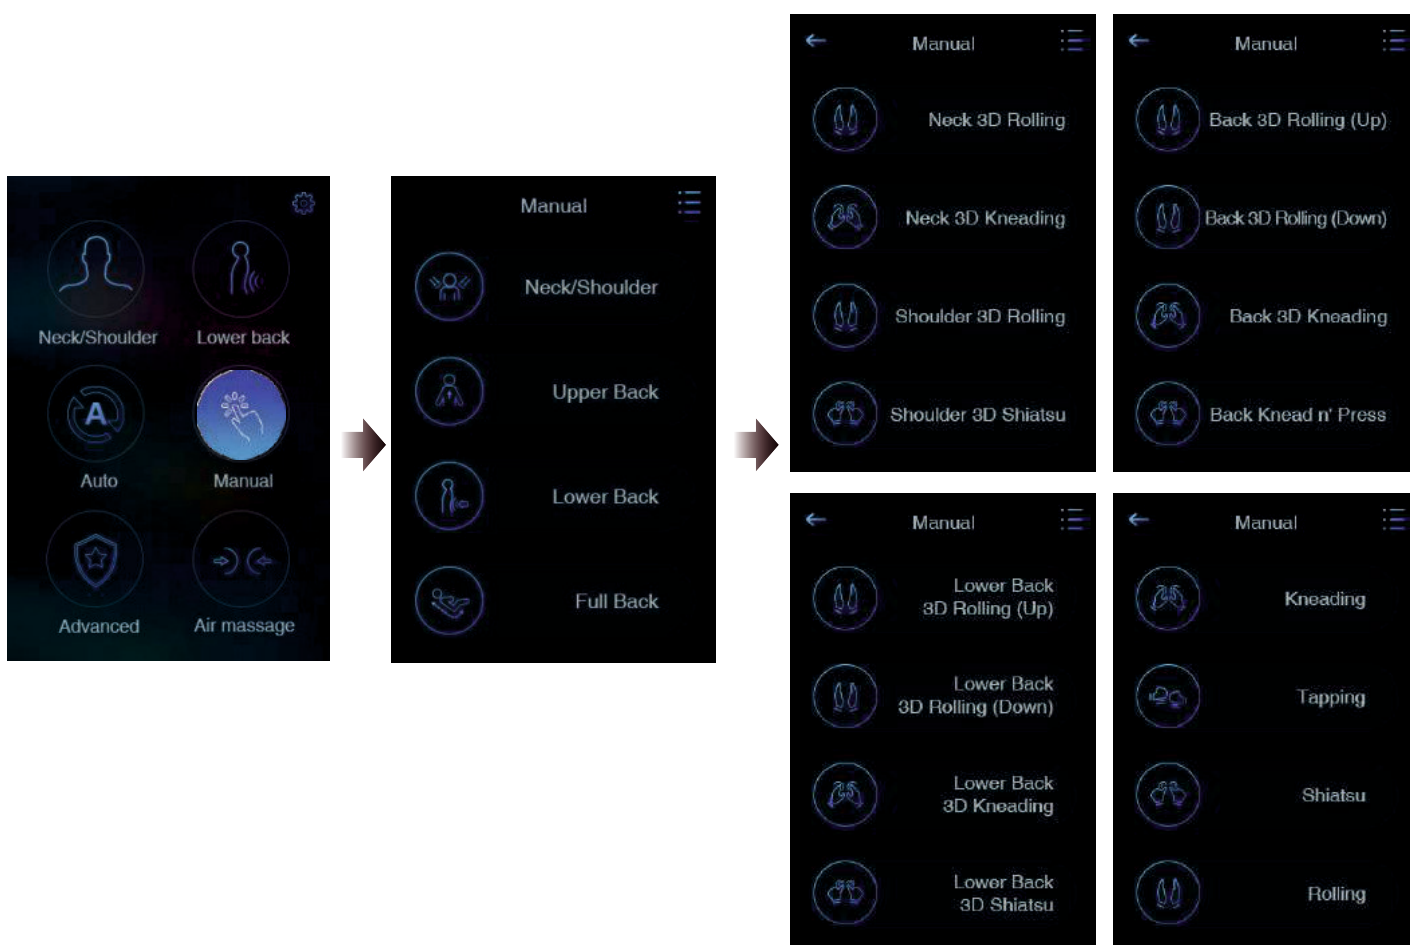 Neck/Shoulder
Lower back
A
Auto
Manual
Advanced
Air massage
Manual
Neck/Shoulder
Upper Back
Lower Back
Full Back
Manual
Neck 3D Rolling
Neck 3D Kneading
Shoulder 3D Rolling
Shoulder 3D Shiatsu
Manual
Back 3D Rolling (Up)
Back 3D Rolling (Down)
Back 3D Kneading
Back Knead n' Press
Manual
Lower Back
3D Rolling (Up)
Lower Back
3D Rolling (Down)
Lower Back
3D Kneading
Lower Back
3D Shiatsu
Manual
Kneading
Tapping
Shiatsu
Rolling